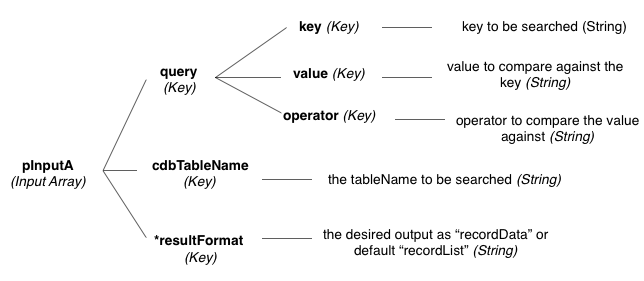 key (Key)
key to be searched (String)
query
(Key)
value (Key)
value to compare against the
key (String)
operator (Key)
operator to compare the value
against (String)
pInputA
(Input Array)
cdbTableName
(Key)
the tableName to be searched (String)
*resultFormat
(Key)
the desired output as “recordData” or
default “recordList” (String)